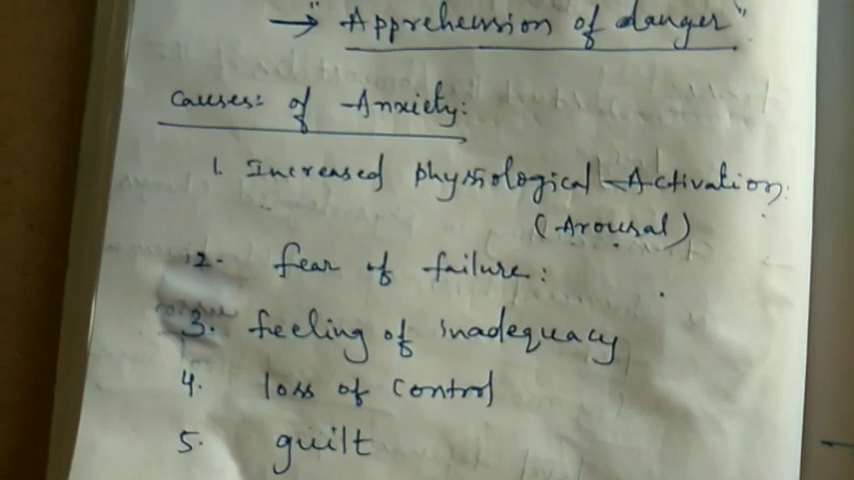 → "Apprehension of danger"
Causes: of Anxiety:
1. Increased Physiological Activation:
(Arousal)
2. fear of failure:
3. feeling of inadequacy
4. loss of control
5. guilt